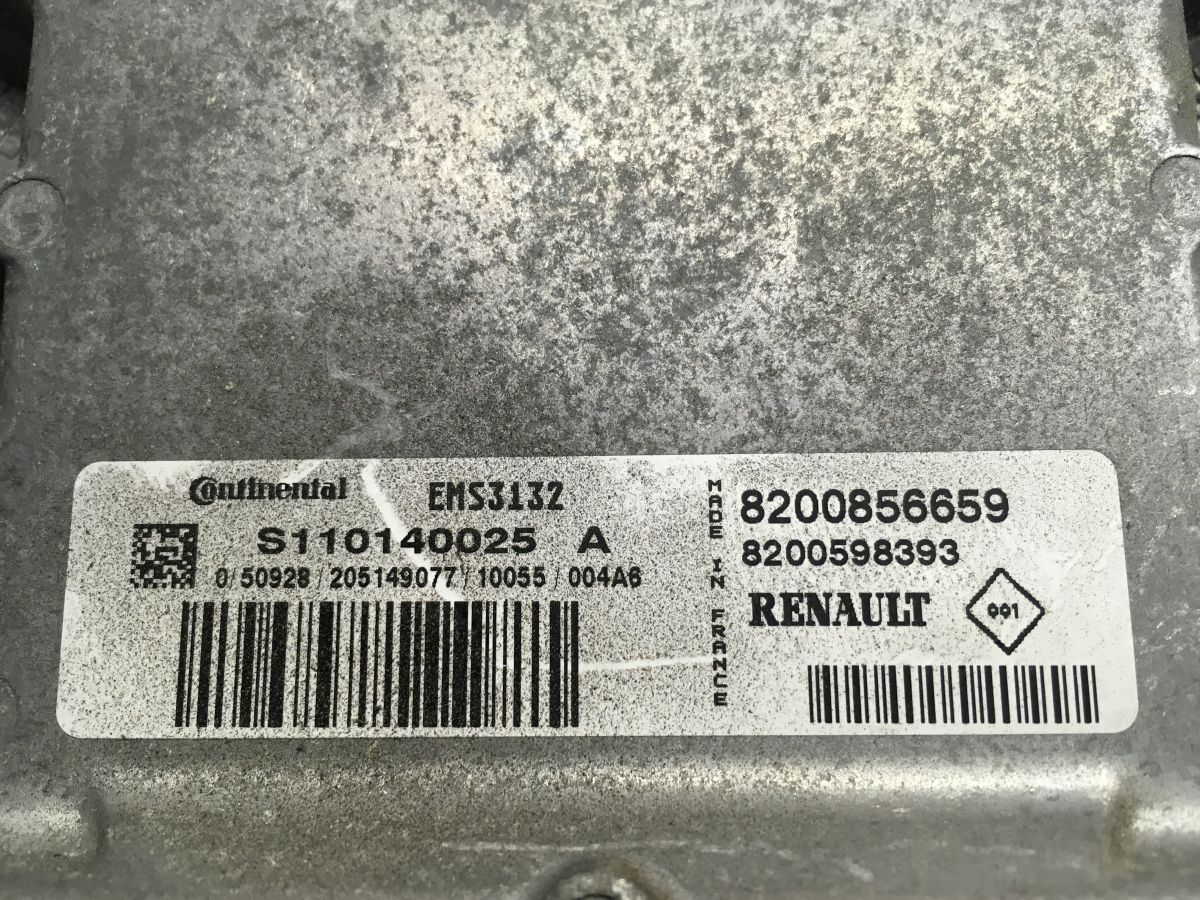 Continental EMS3132
S110140025 A
0/50928/205149077/10055/004A6
MADE IN FRANCE
8200856659
8200598393
RENAULT 001